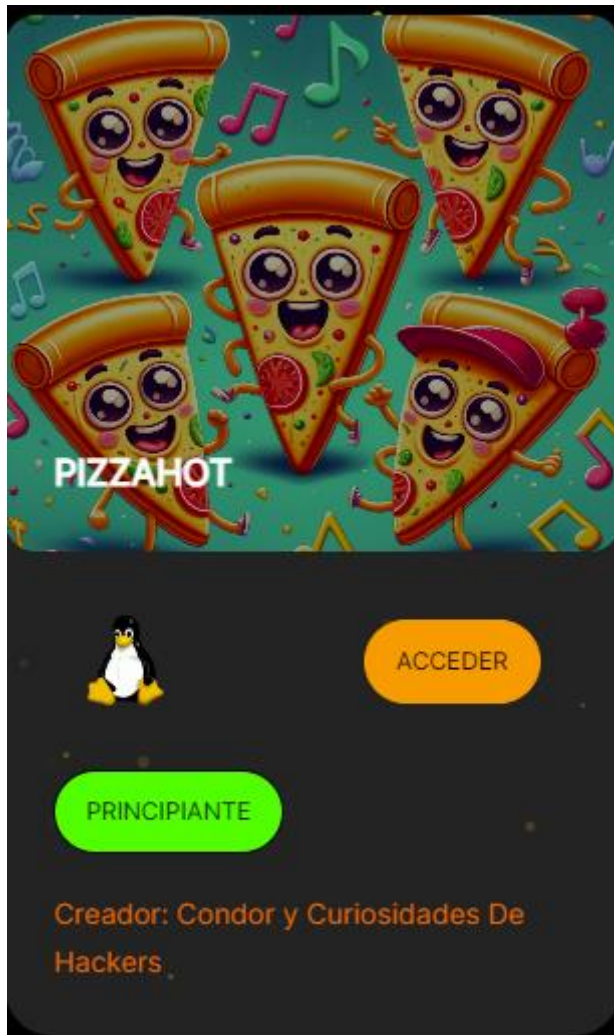 PIZZAHOT
ACCEDER
PRINCIPIANTE
Creador: Condor y Curiosidades De
Hackers